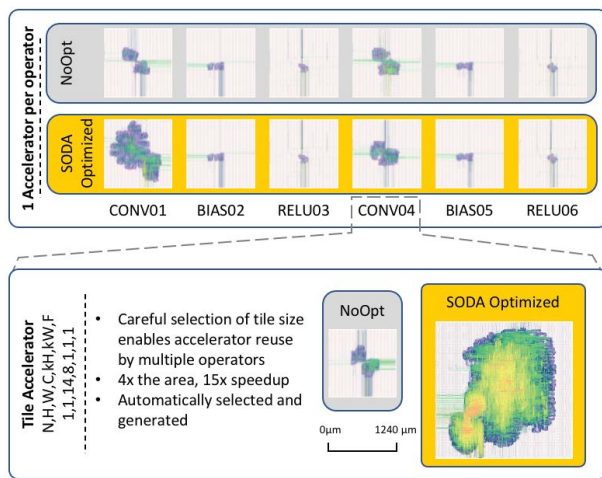 1 Accelerator per operator
NoOpt
SODA
Optimized
CONV01 BIAS02 RELU03 CONV04 BIAS05 RELU06
Tile Accelerator
N,H,W,C,kH,kW,F
1,1,14,8,1,1,1
• Careful selection of tile size
enables accelerator reuse
by multiple operators
• 4x the area, 15x speedup
• Automatically selected and
generated
NoOpt
0µm 1240 µm
SODA Optimized